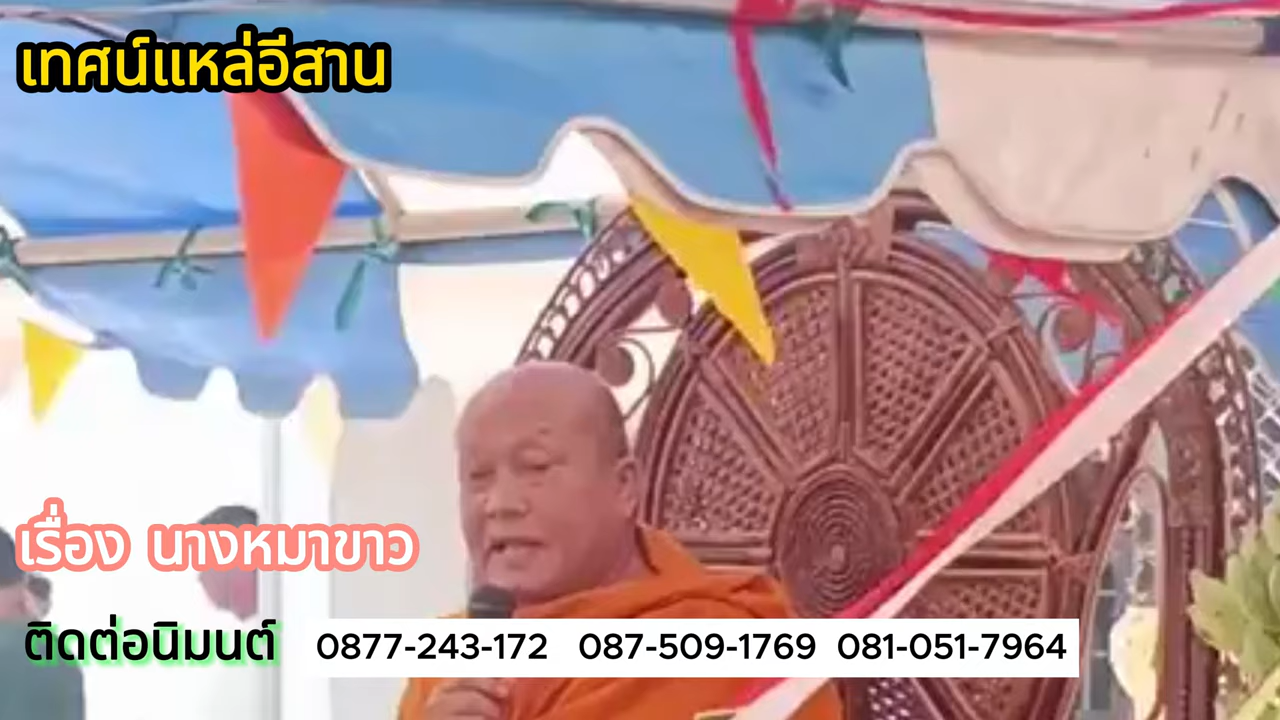 เทศน์แหล่อีสาน
เรื่อง นางหมาขาว
ติดต่อนิมนต์ 0877-243-172 087-509-1769 081-051-7964